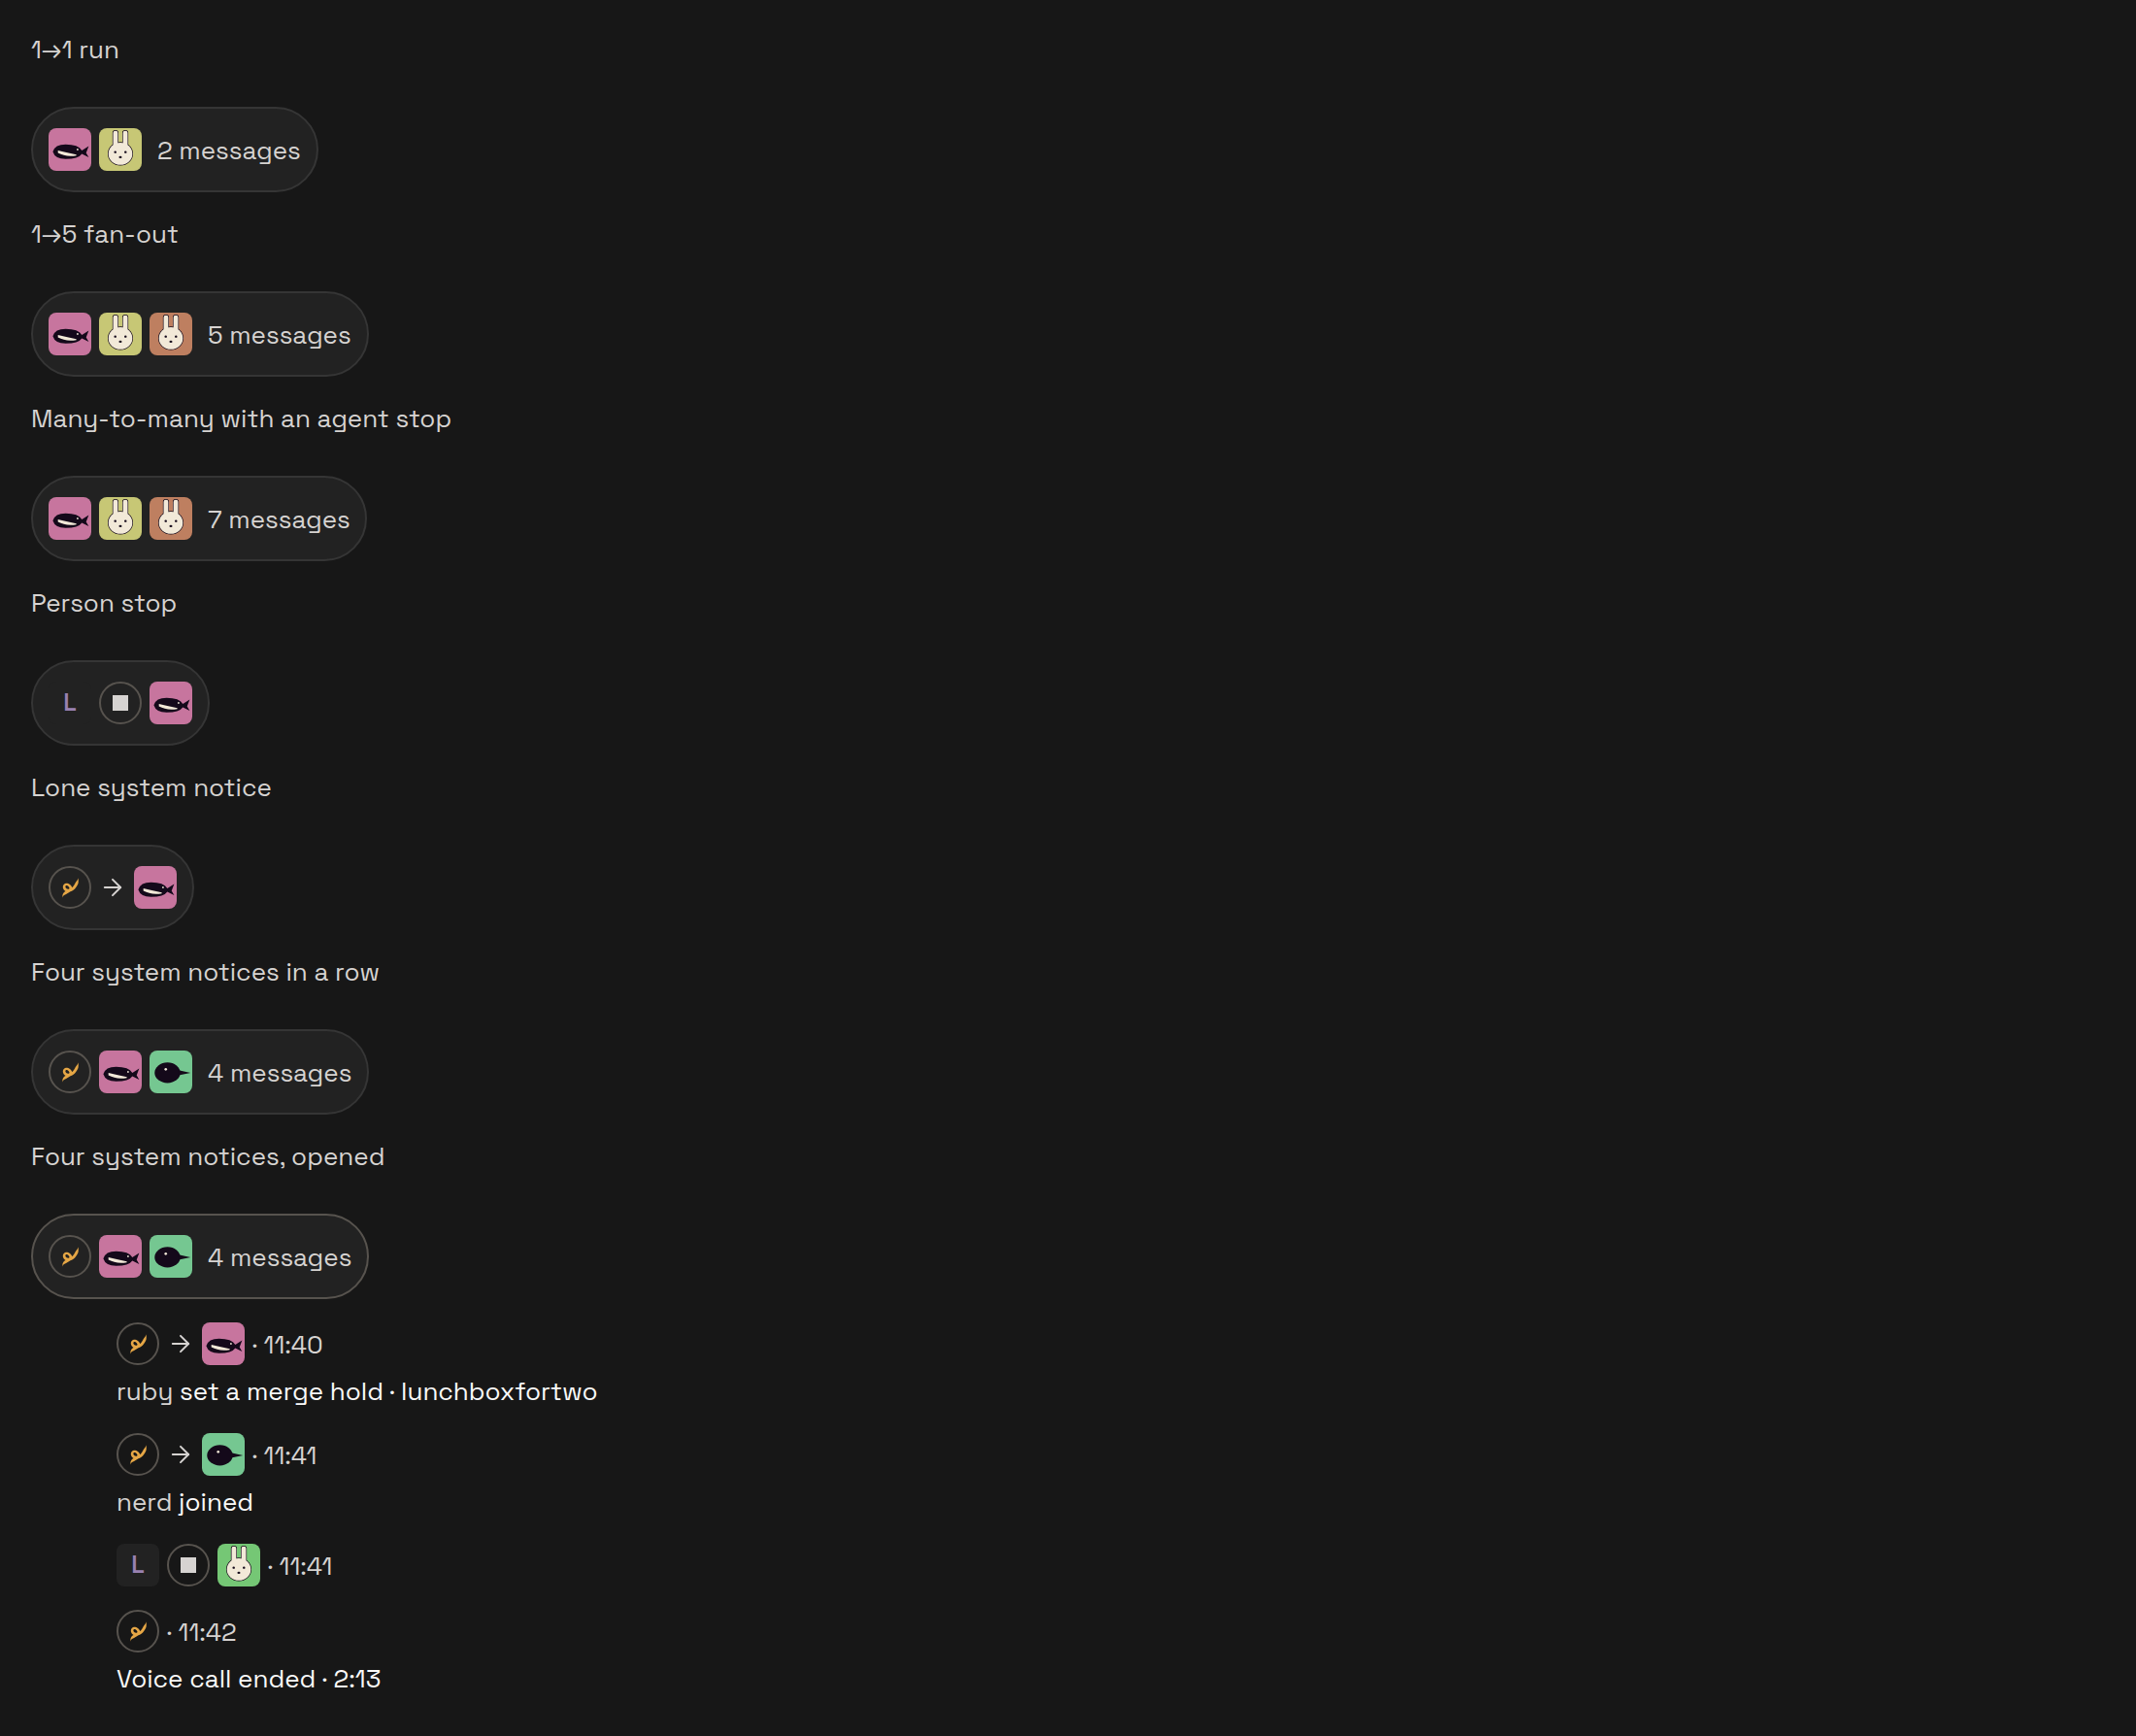 1→1 run
2 messages
1→5 fan-out
5 messages
Many-to-many with an agent stop
7 messages
Person stop
L
Lone system notice
→
Four system notices in a row
4 messages
Four system notices, opened
4 messages
→ · 11:40
ruby set a merge hold · lunchboxfortwo
→ · 11:41
nerd joined
L · 11:41
· 11:42
Voice call ended · 2:13